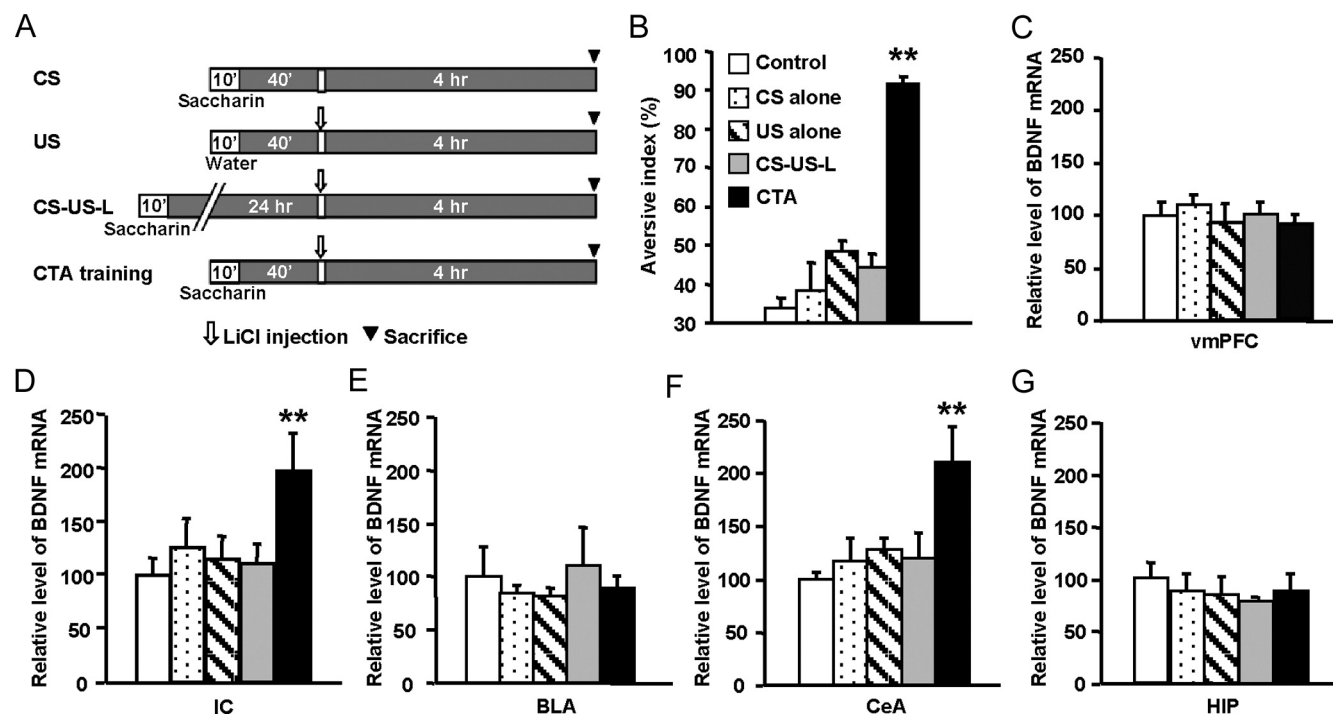 A
CS
10'
40'
4 hr
Saccharin
US
10'
40'
4 hr
Water
CS-US-L
10'
24 hr
4 hr
Saccharin
CTA training
10'
40'
4 hr
Saccharin
LiCl injection
Sacrifice
B
Aversive index (%)
100
90
80
70
60
50
40
30
Control
CS alone
US alone
CS-US-L
CTA
**
C
Relative level of BDNF mRNA
250
200
150
100
50
0
vmPFC
D
Relative level of BDNF mRNA
250
200
150
100
50
0
**
IC
E
Relative level of BDNF mRNA
250
200
150
100
50
0
BLA
F
Relative level of BDNF mRNA
250
200
150
100
50
0
**
CeA
G
Relative level of BDNF mRNA
250
200
150
100
50
0
HIP